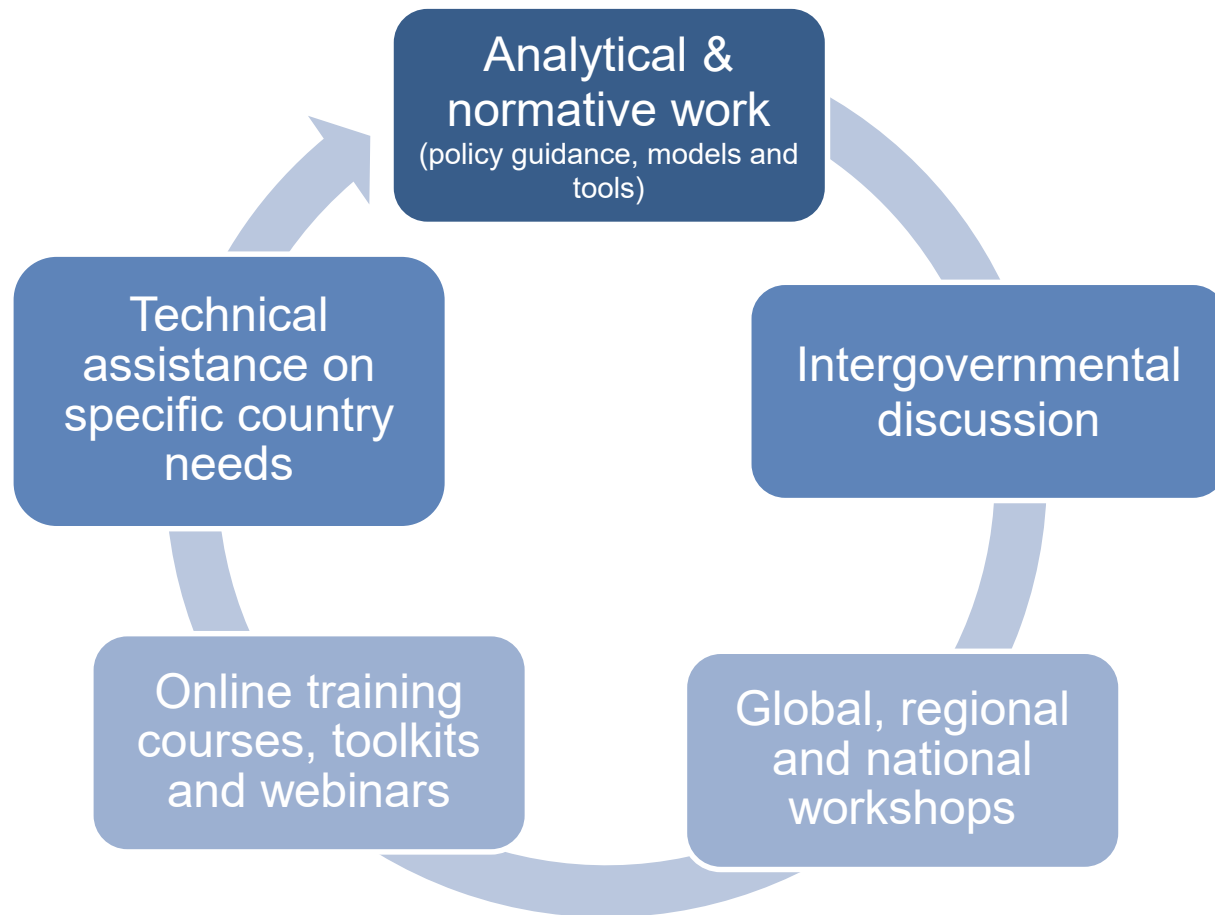 Analytical &
normative work
(policy guidance, models and
tools)
Intergovernmental
discussion
Global, regional
and national
workshops
Online training
courses, toolkits
and webinars
Technical
assistance on
specific country
needs